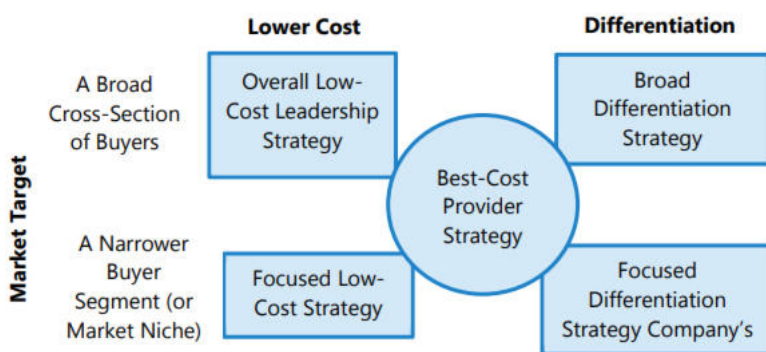 Lower Cost
Differentiation
Market Target
A Broad
Cross-Section
of Buyers
Overall Low-
Cost Leadership
Strategy
Broad
Differentiation
Strategy
Best-Cost
Provider
Strategy
A Narrower
Buyer
Segment (or
Market Niche)
Focused Low-
Cost Strategy
Focused
Differentiation
Strategy Company's